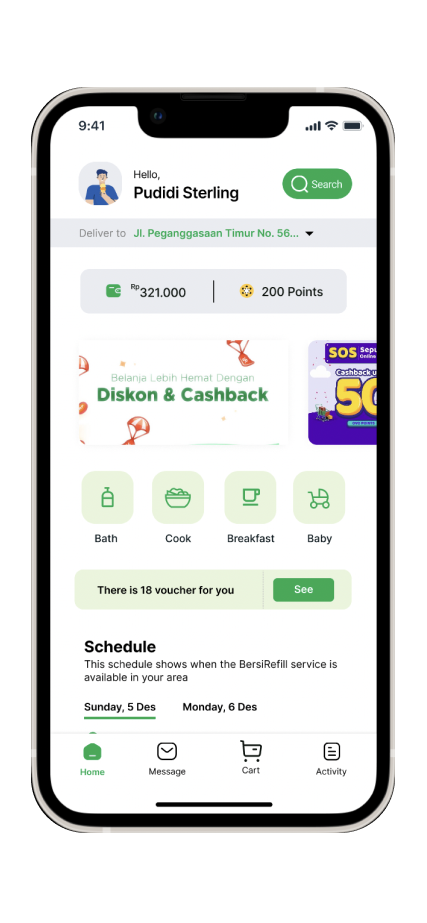 9:41
Hello,
Pudidi Sterling
Search
Deliver to Jl. Peganggasaan Timur No. 56...
Rp321.000
200 Points
Belanja Lebih Hemat Dengan
Diskon & Cashback
SOS
Online
Cashback
50
Bath
Cook
Breakfast
Baby
There is 18 voucher for you
See
Schedule
This schedule shows when the BersiRefill service is
available in your area
Sunday, 5 Des
Monday, 6 Des
Home
Message
Cart
Activity